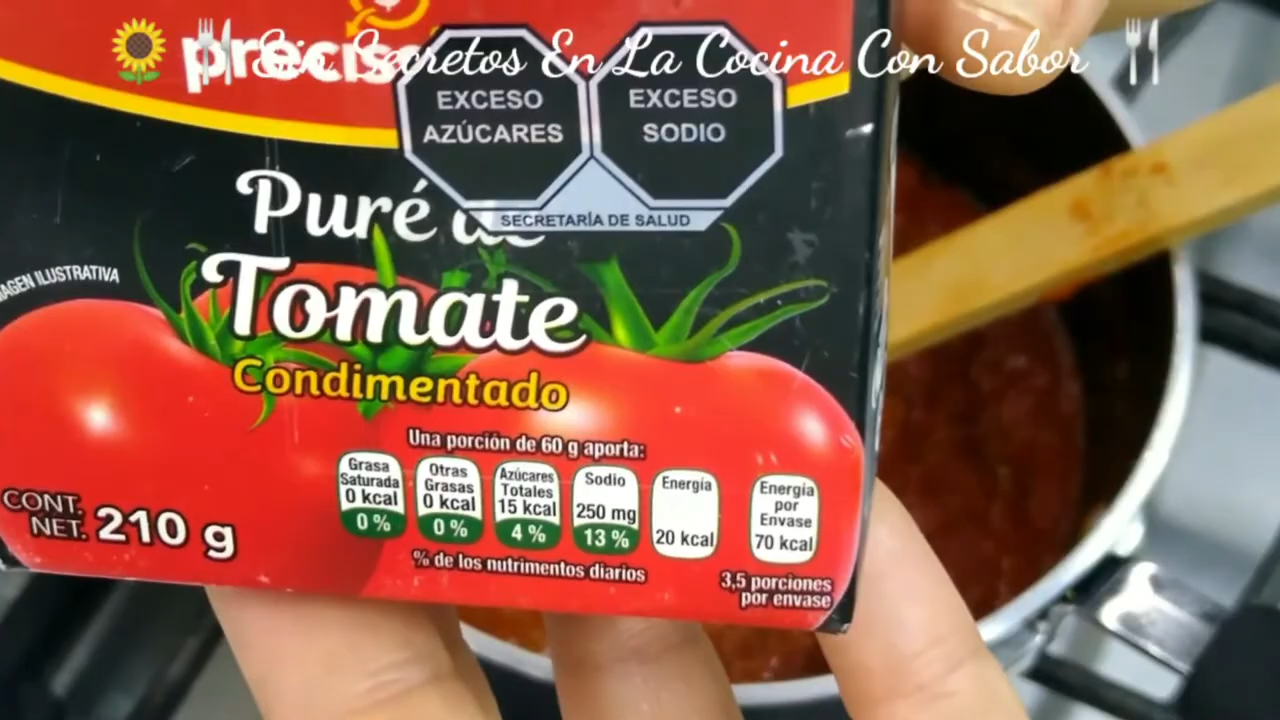 Sin Secretos En La Cocina Con Sabor
precis
EXCESO
AZÚCARES
EXCESO
SODIO
SECRETARÍA DE SALUD
Puré de
Tomate
Condimentado
IMAGEN ILUSTRATIVA
Una porción de 60 g aporta:
Grasa
Saturada
0 kcal
0 %
Otras
Grasas
0 kcal
0 %
Azúcares
Totales
15 kcal
4 %
Sodio
250 mg
13 %
Energía
20 kcal
Energía
por
Envase
70 kcal
% de los nutrimentos diarios
3,5 porciones
por envase
CONT.
NET. 210 g